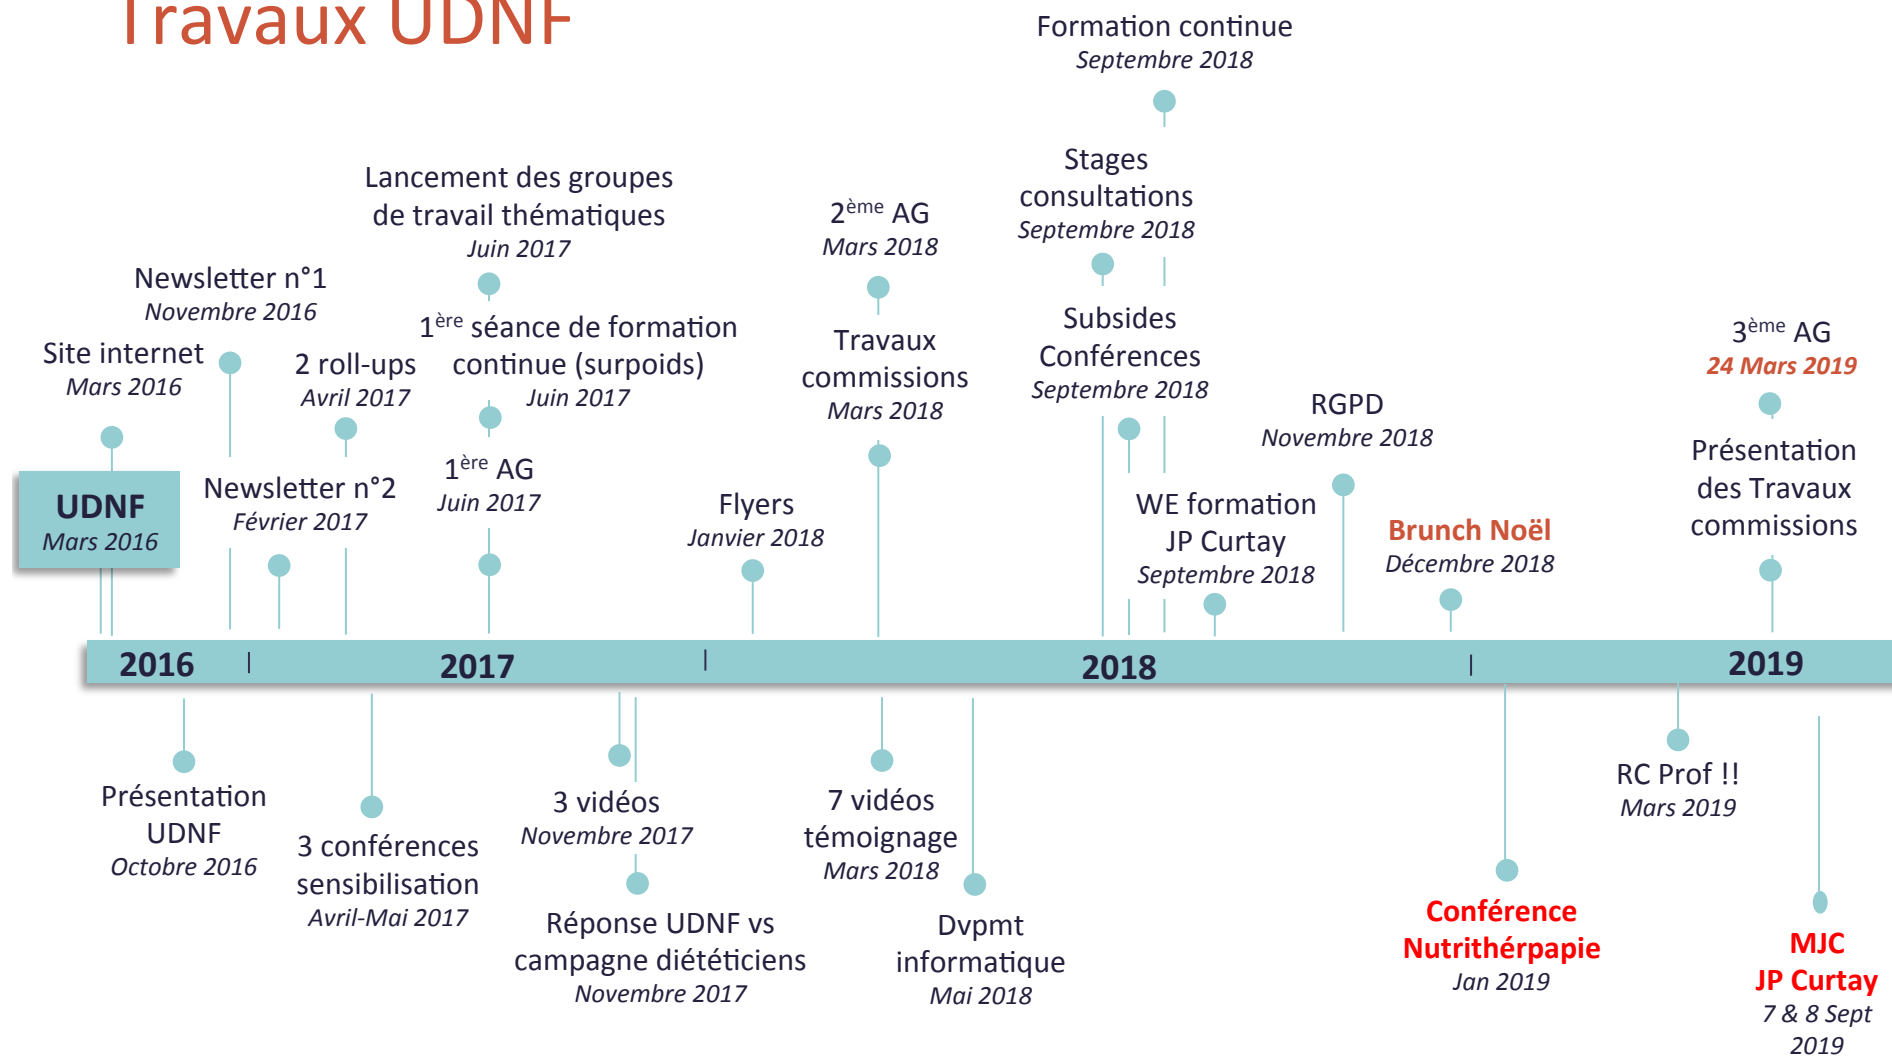 Travaux UDNF
Formation continue
Septembre 2018
Stages
consultations
Septembre 2018
Lancement des groupes
de travail thématiques
Juin 2017
2ème AG
Mars 2018
Newsletter n°1
Novembre 2016
1ère séance de formation
continue (surpoids)
Juin 2017
Subsides
Conférences
Septembre 2018
Site internet
Mars 2016
2 roll-ups
Avril 2017
Travaux
commissions
Mars 2018
3ème AG
24 Mars 2019
RGPD
Novembre 2018
UDNF
Mars 2016
Newsletter n°2
Février 2017
1ère AG
Juin 2017
Flyers
Janvier 2018
WE formation
JP Curtay
Septembre 2018
Brunch Noël
Décembre 2018
Présentation
des Travaux
commissions
2016 | 2017 | 2018 | 2019
Présentation
UDNF
Octobre 2016
3 conférences
sensibilisation
Avril-Mai 2017
3 vidéos
Novembre 2017
Réponse UDNF vs
campagne diététiciens
Novembre 2017
7 vidéos
témoignage
Mars 2018
Dvpmt
informatique
Mai 2018
Conférence
Nutrithérpapie
Jan 2019
RC Prof !!
Mars 2019
MJC
JP Curtay
7 & 8 Sept
2019